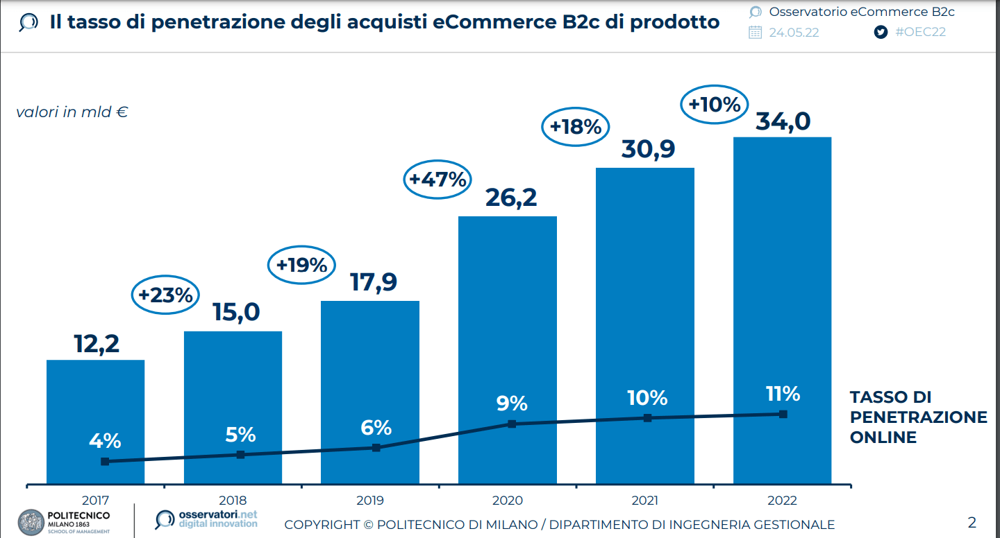 Il tasso di penetrazione degli acquisti eCommerce B2c di prodotto
Osservatorio eCommerce B2c
24.05.22
#OEC22
valori in mld €
+10%
34,0
+18%
30,9
+47%
26,2
+19%
17,9
+23%
15,0
12,2
4%
5%
6%
9%
10%
11%
TASSO DI
PENETRAZIONE
ONLINE
2017
2018
2019
2020
2021
2022
POLITECNICO
MILANO 1863
SCHOOL OF MANAGEMENT
osservatori.net
digital innovation
COPYRIGHT © POLITECNICO DI MILANO / DIPARTIMENTO DI INGEGNERIA GESTIONALE
2